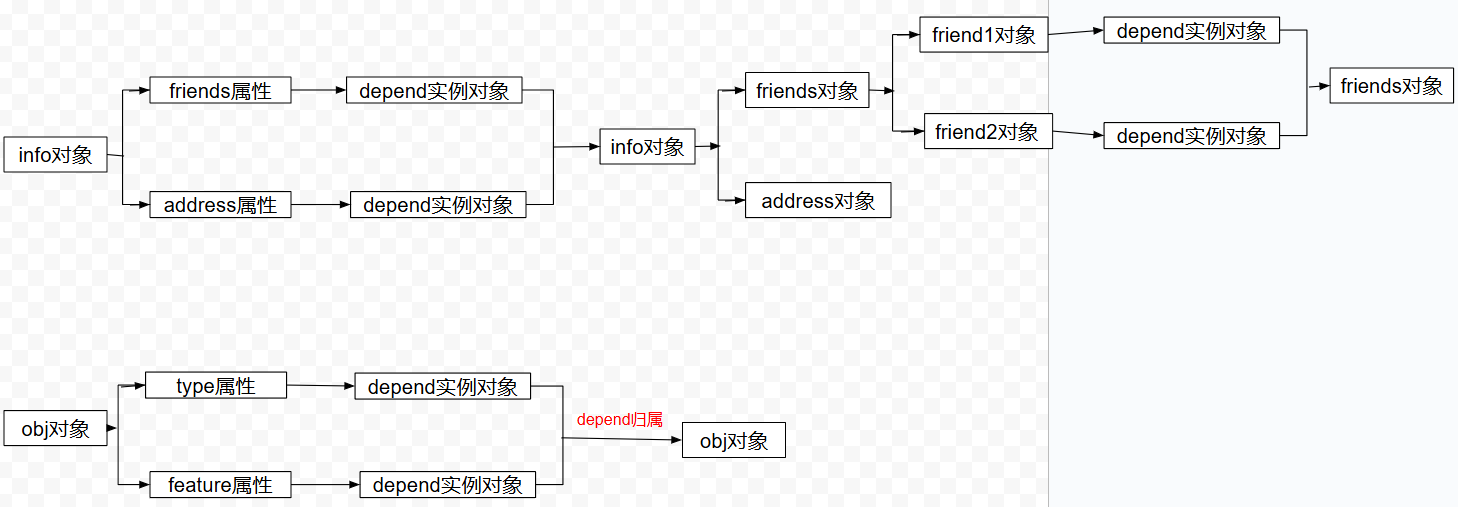 info对象
friends属性
depend实例对象
address属性
depend实例对象
info对象
friends对象
address对象
friend1对象
depend实例对象
friend2对象
depend实例对象
friends对象
obj对象
type属性
depend实例对象
feature属性
depend实例对象
depend归属
obj对象